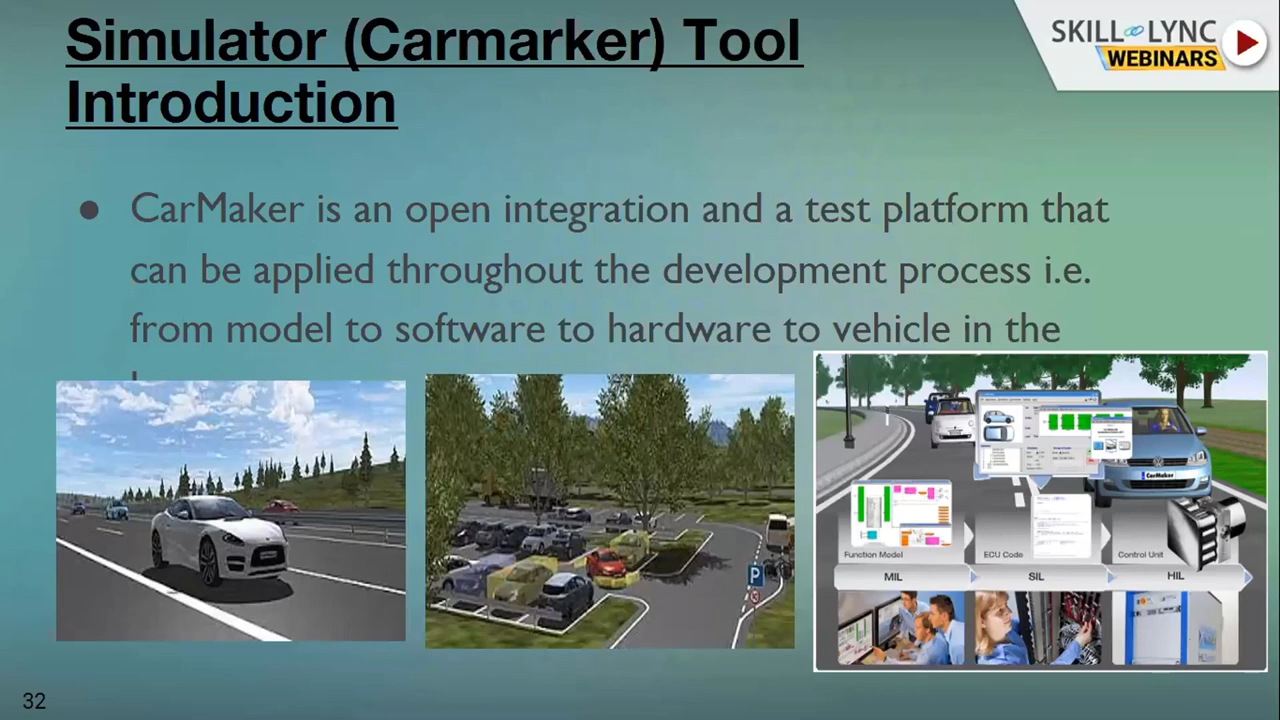 Simulator (Carmarker) Tool
Introduction
SKILL LYNC
WEBINARS
● CarMaker is an open integration and a test platform that
can be applied throughout the development process i.e.
from model to software to hardware to vehicle in the
P
CarMaker
Function Model
ECU Code
Control Unit
MIL
SIL
HIL
32